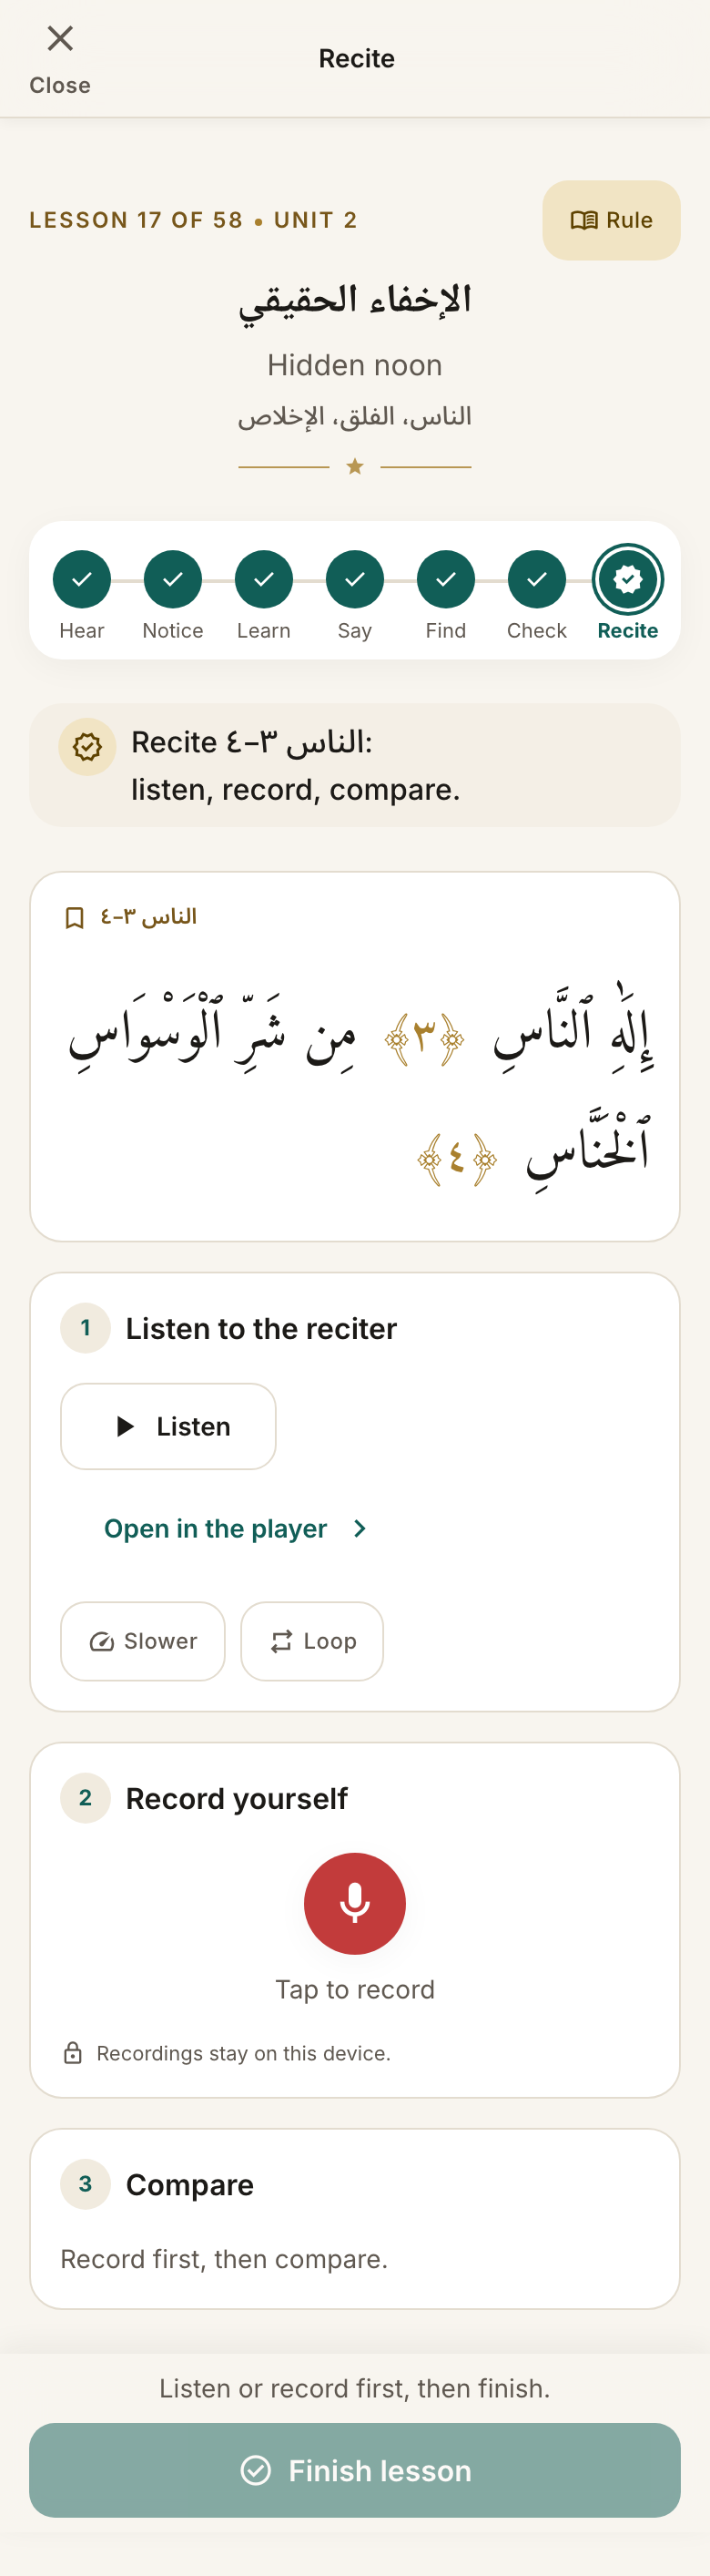 Close
Recite
LESSON 17 OF 58 • UNIT 2
Rule
الإخفاء الحقيقي
Hidden noon
الناس، الفلق، الإخلاص
Hear
Notice
Learn
Say
Find
Check
Recite
Recite الناس ٣–٤:
listen, record, compare.
الناس ٣–٤
إِلَٰهِ ٱلنَّاسِ ﴿٣﴾ مِن شَرِّ ٱلْوَسْوَاسِ
ٱلْخَنَّاسِ ﴿٤﴾
1 Listen to the reciter
Listen
Open in the player
Slower
Loop
2 Record yourself
Tap to record
Recordings stay on this device.
3 Compare
Record first, then compare.
Listen or record first, then finish.
Finish lesson